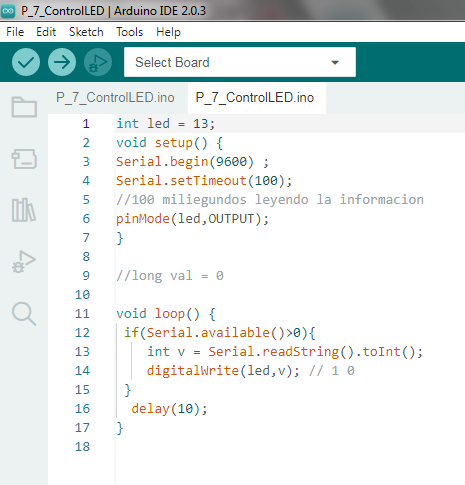 P_7_ControlLED | Arduino IDE 2.0.3
File Edit Sketch Tools Help
Select Board
P_7_ControlLED.ino P_7_ControlLED.ino
1 int led = 13;
2 void setup() {
3 Serial.begin(9600) ;
4 Serial.setTimeout(100);
5 //100 miliegundos leyendo la informacion
6 pinMode(led,OUTPUT);
7 }
8
9 //long val = 0
10
11 void loop() {
12 if(Serial.available()>0){
13 int v = Serial.readString().toInt();
14 digitalWrite(led,v); // 1 0
15 }
16 delay(10);
17 }
18